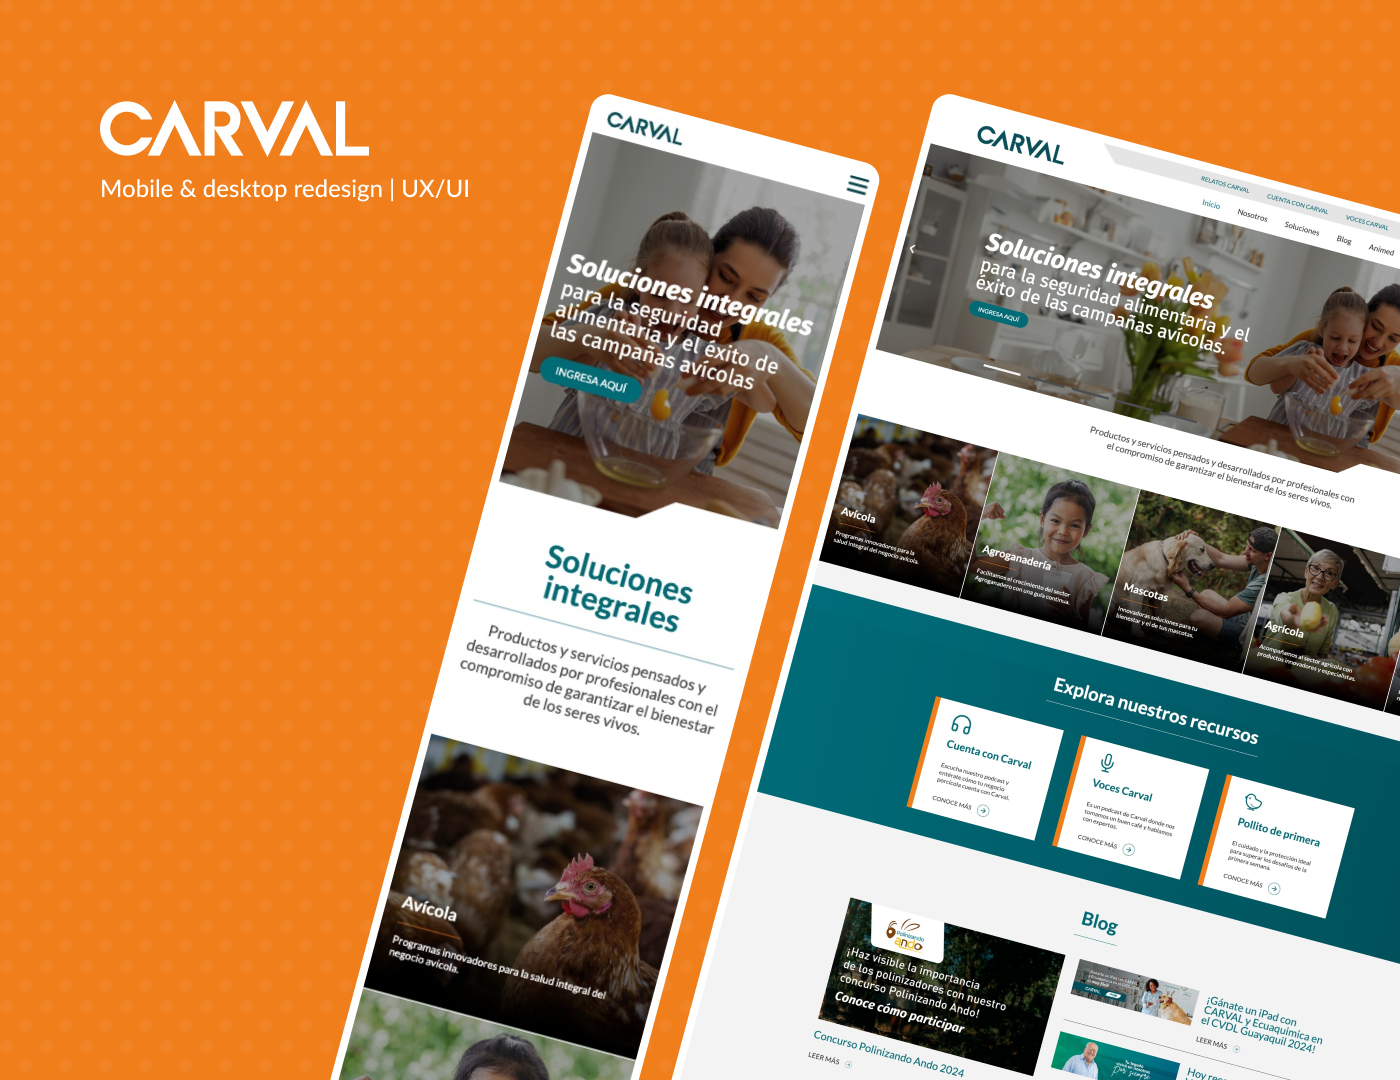 CARVAL
Mobile & desktop redesign | UX/UI
CARVAL
Soluciones integrales
para la seguridad
alimentaria y el éxito de
las campañas avícolas
INGRESA AQUÍ
Soluciones
integrales
Productos y servicios pensados y
desarrollados por profesionales con el
compromiso de garantizar el bienestar
de los seres vivos.
Avícola
Programas innovadores para la salud integral del
negocio avícola.
CARVAL
RELATOS CARVAL
CUENTA CON CARVAL
VOCES CARVAL
Inicio
Nosotros
Soluciones
Blog
Animed
Soluciones integrales
para la seguridad alimentaria y el
éxito de las campañas avícolas.
INGRESA AQUÍ
Productos y servicios pensados y desarrollados por profesionales con
el compromiso de garantizar el bienestar de los seres vivos.
Avícola
Programas innovadores para la
salud integral del negocio avícola.
Agroganadería
Facilitamos el crecimiento del sector
Agroganadero con una guía continua.
Mascotas
Innovadoras soluciones para tu
bienestar y el de tus mascotas.
Agrícola
Acompañamos al sector agrícola con
productos innovadores y especialistas.
Explora nuestros recursos
Cuenta con Carval
Escucha nuestro podcast y
entérate cómo tu negocio
porcícola cuenta con Carval.
CONOCE MÁS
Voces Carval
Es un podcast de Carval donde nos
tomamos un buen café y hablamos
con expertos.
CONOCE MÁS
Pollito de primera
El cuidado y la protección ideal
para superar los desafíos de la
primera semana.
CONOCE MÁS
Blog
Polinizando
ando
¡Haz visible la importancia
de los polinizadores con nuestro
concurso Polinizando Ando!
Conoce cómo participar
Concurso Polinizando Ando 2024
LEER MÁS
CARVAL
¡Gánate un iPad con
CARVAL y Ecuaquimica en
el CVDL Guayaquil 2024!
LEER MÁS
Por siempre